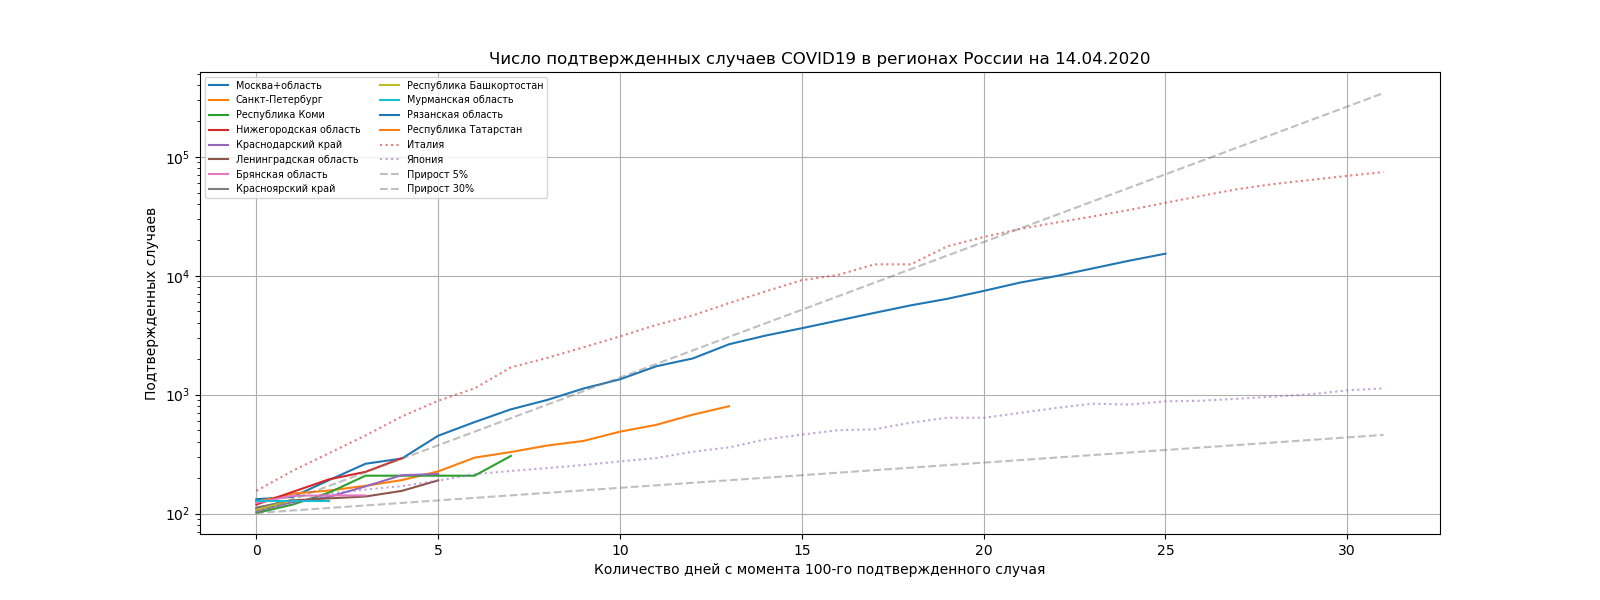 Число подтвержденных случаев COVID19 в регионах России на 14.04.2020
Москва+область
Санкт-Петербург
Республика Коми
Нижегородская область
Краснодарский край
Ленинградская область
Брянская область
Красноярский край
Республика Башкортостан
Мурманская область
Рязанская область
Республика Татарстан
Италия
Япония
Прирост 5%
Прирост 30%
Подтвержденных случаев
10⁵
10⁴
10³
10²
0 5 10 15 20 25 30
Количество дней с момента 100-го подтвержденного случая